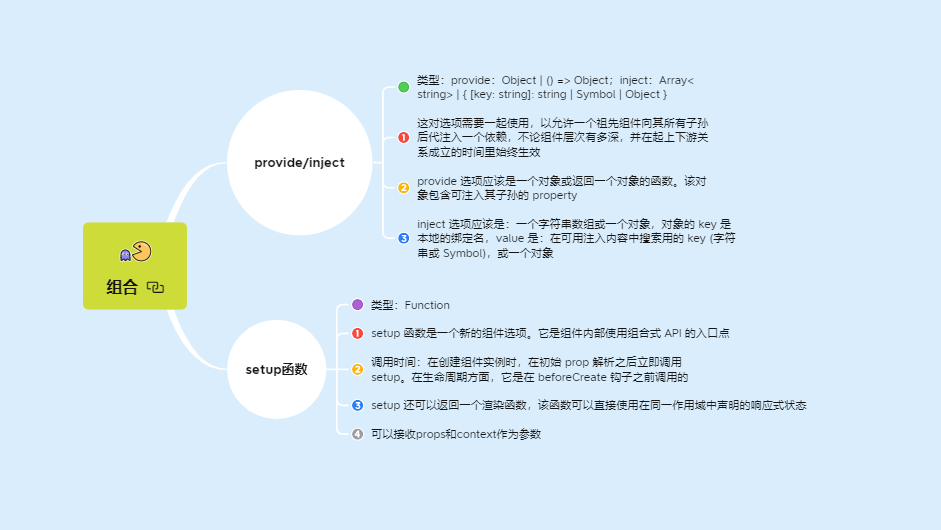 组合
provide/inject
类型：provide：Object | () => Object；inject：Array<
string> | { [key: string]: string | Symbol | Object }
1 这对选项需要一起使用，以允许一个祖先组件向其所有子孙
后代注入一个依赖，不论组件层次有多深，并在起上下游关
系成立的时间里始终生效
2 provide 选项应该是一个对象或返回一个对象的函数。该对
象包含可注入其子孙的 property
3 inject 选项应该是：一个字符串数组或一个对象，对象的 key 是
本地的绑定名，value 是：在可用注入内容中搜索用的 key (字符
串或 Symbol)，或一个对象
setup函数
类型：Function
1 setup 函数是一个新的组件选项。它是组件内部使用组合式 API 的入口点
2 调用时间：在创建组件实例时，在初始 prop 解析之后立即调用
setup。在生命周期方面，它是在 beforeCreate 钩子之前调用的
3 setup 还可以返回一个渲染函数，该函数可以直接使用在同一作用域中声明的响应式状态
4 可以接收props和context作为参数